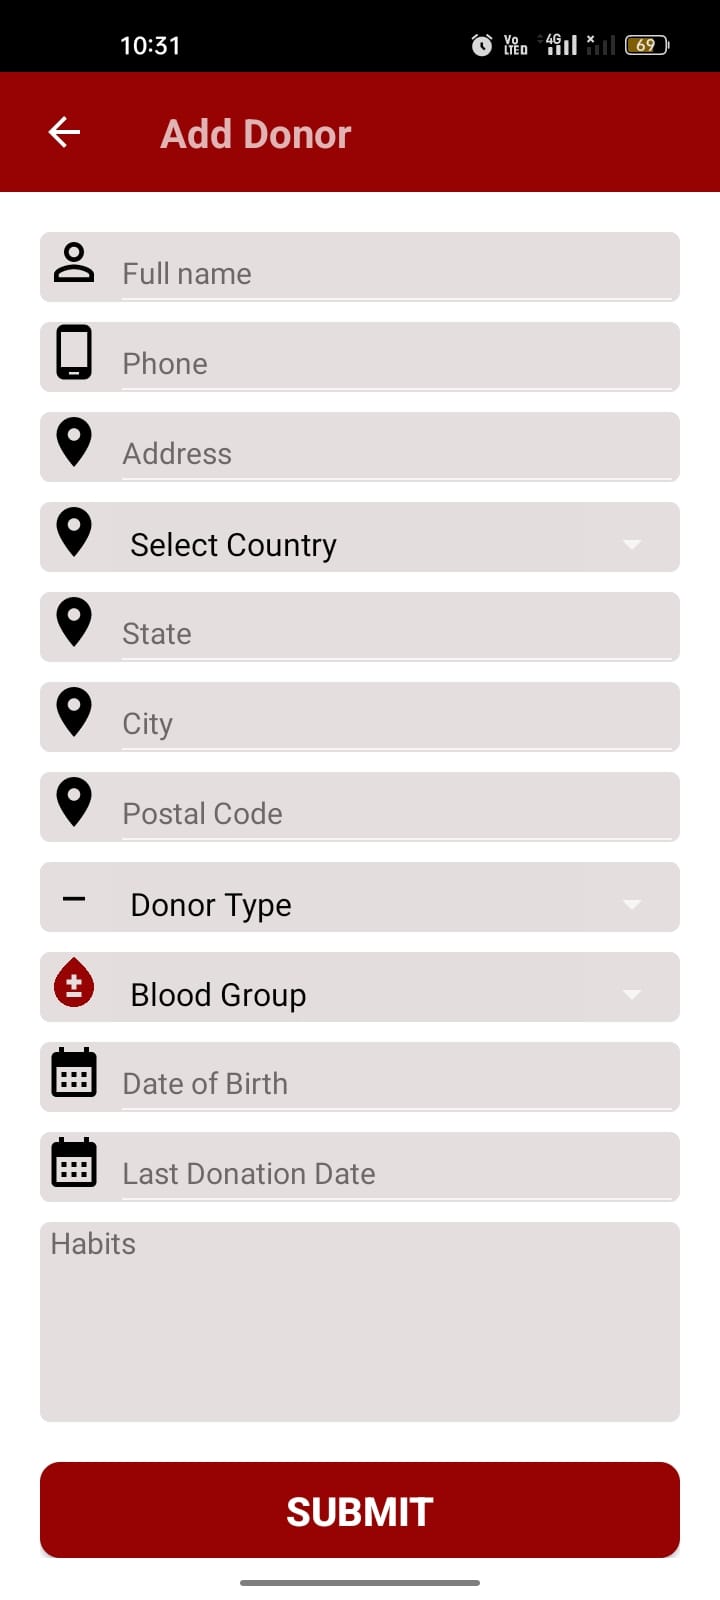 10:31
Vo LTED 4G 69
Add Donor
Full name
Phone
Address
Select Country
State
City
Postal Code
Donor Type
Blood Group
Date of Birth
Last Donation Date
Habits
SUBMIT